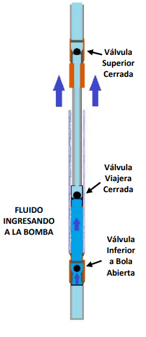 Válvula
Superior
Cerrada
Válvula
Viajera
Cerrada
FLUIDO
INGRESANDO
A LA BOMBA
Válvula
Inferior
a Bola
Abierta